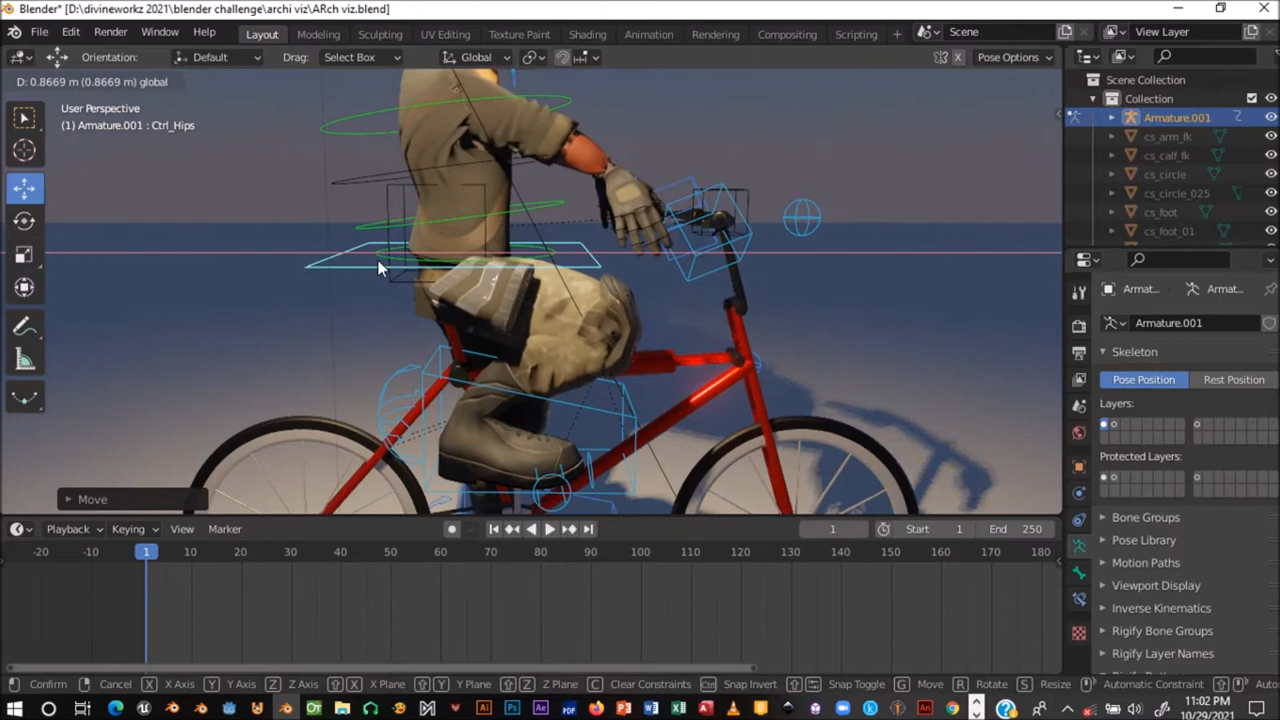 Blender* [D:\divineworkz 2021\blender challenge\archi viz\ARch viz.blend]
File Edit Render Window Help Layout Modeling Sculpting UV Editing Texture Paint Shading Animation Rendering Compositing Scripting + Scene View Layer
Orientation: Default Drag: Select Box Global X Pose Options
D: 0.8669 m (0.8669 m) global
User Perspective
(1) Armature.001 : Ctrl_Hips
Scene Collection
Collection
Armature.001
cs_arm_fk
cs_calf_fk
cs_circle
cs_circle_025
cs_foot
cs_foot_01
Armat... Armat...
Armature.001
Skeleton
Pose Position Rest Position
Layers:
Protected Layers:
Bone Groups
Pose Library
Motion Paths
Viewport Display
Inverse Kinematics
Rigify Bone Groups
Rigify Layer Names
Move
Playback Keying View Marker 1 Start 1 End 250
-20 -10 1 10 20 30 40 50 60 70 80 90 100 110 120 130 140 150 160 170 180
Confirm Cancel X X Axis Y Y Axis Z Z Axis X X Plane Y Y Plane Z Z Plane C Clear Constraints Ctrl Snap Invert Snap Toggle G Move R Rotate S Resize Automatic Constraint Auto
11:02 PM
10/29/2021